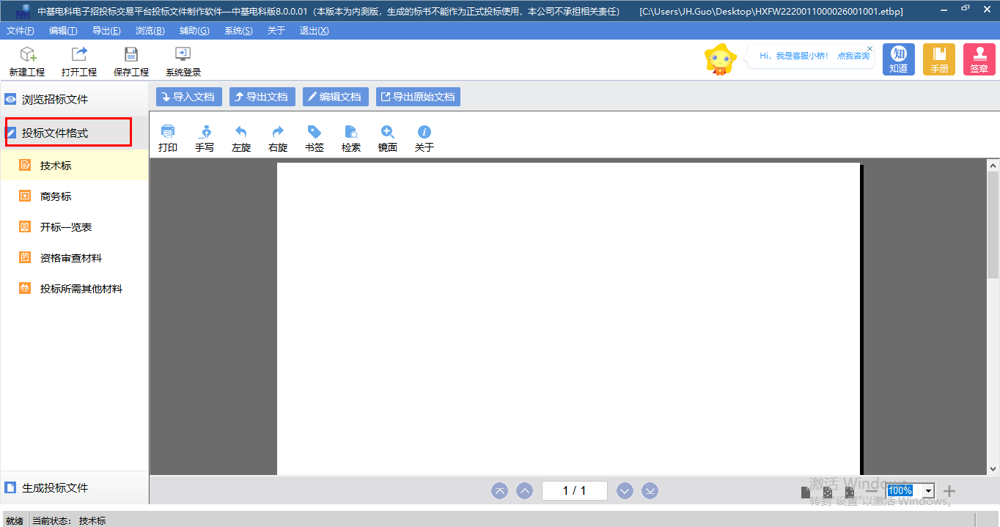 中基电科电子招投标交易平台投标文件制作软件—中基电科版8.0.0.01（本版本为内测版，生成的标书不能作为正式投标使用，本公司不承担相关责任） [C:\Users\JH.Guo\Desktop\HXFW2220011000026001001.etbp]
文件(F) 编辑(T) 导出(E) 浏览(B) 辅助(G) 系统(S) 关于 退出(X)
新建工程 打开工程 保存工程 系统登录
Hi，我是客服小桥！ 点我咨询
知 知道 手册 签章
浏览招标文件
导入文档 导出文档 编辑文档 导出原始文档
投标文件格式
打印 手写 左旋 右旋 书签 检索 镜面 关于
技术标
商务标
开标一览表
资格审查材料
投标所需其他材料
生成投标文件
1 / 1
100%
激活 Windows
转到"设置"以激活 Windows。
就绪 当前状态： 技术标